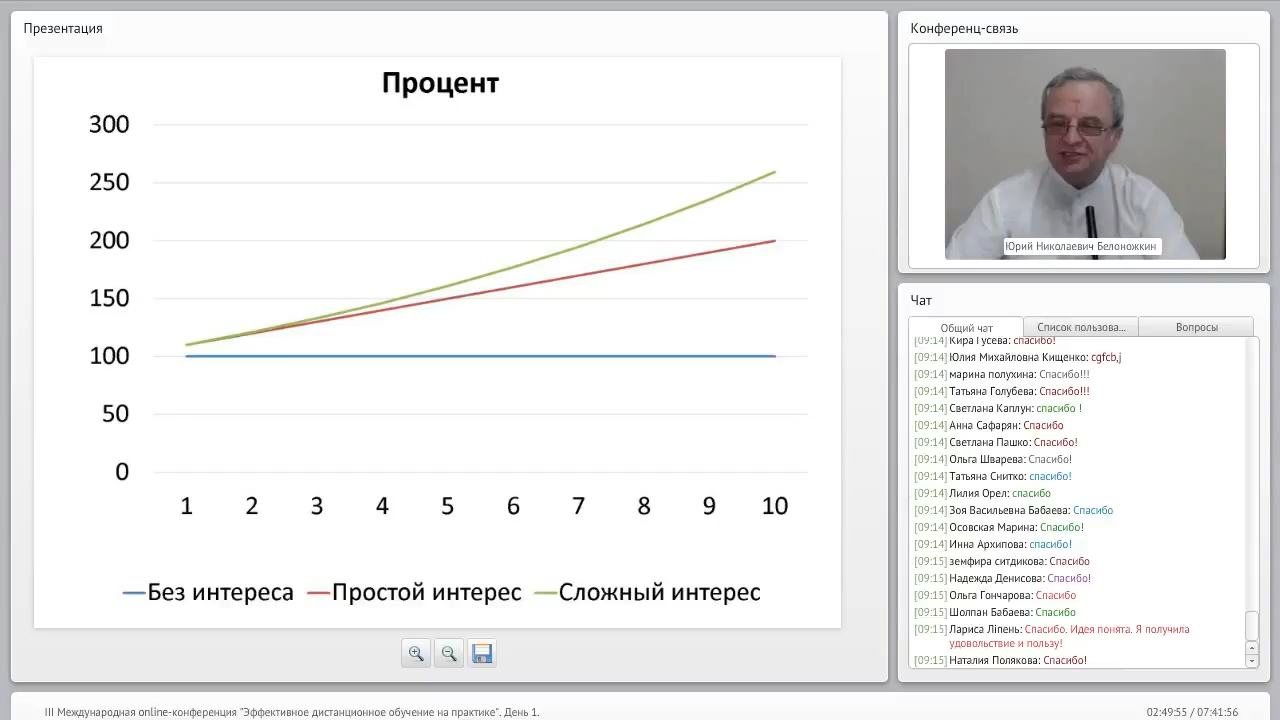 Презентация
Процент
300
250
200
150
100
50
0
1 2 3 4 5 6 7 8 9 10
Без интереса Простой интерес Сложный интерес
Конференц-связь
Юрий Николаевич Белоножкин
Чат
Общий чат Список пользова... Вопросы
[09:14] Кира Гусева: спасибо!
[09:14] Юлия Михайловна Кищенко: cgfcb,j
[09:14] марина полухина: Спасибо!!!
[09:14] Татьяна Голубева: Спасибо!!!
[09:14] Светлана Каплун: спасибо !
[09:14] Анна Сафарян: Спасибо
[09:14] Светлана Пашко: Спасибо!
[09:14] Ольга Шварева: Спасибо!
[09:14] Татьяна Снитко: спасибо!
[09:14] Лилия Орел: спасибо
[09:14] Зоя Васильевна Бабаева: Спасибо
[09:14] Осовская Марина: Спасибо!
[09:14] Инна Архипова: спасибо!
[09:15] земфира ситдикова: Спасибо
[09:15] Надежда Денисова: Спасибо!
[09:15] Ольга Гончарова: Спасибо
[09:15] Шолпан Бабаева: Спасибо
[09:15] Лариса Ліпень: Спасибо. Идея понята. Я получила
удовольствие и пользу!
[09:15] Наталия Полякова: Спасибо!
III Международная online-конференция "Эффективное дистанционное обучение на практике". День 1.
02:49:55 / 07:41:56